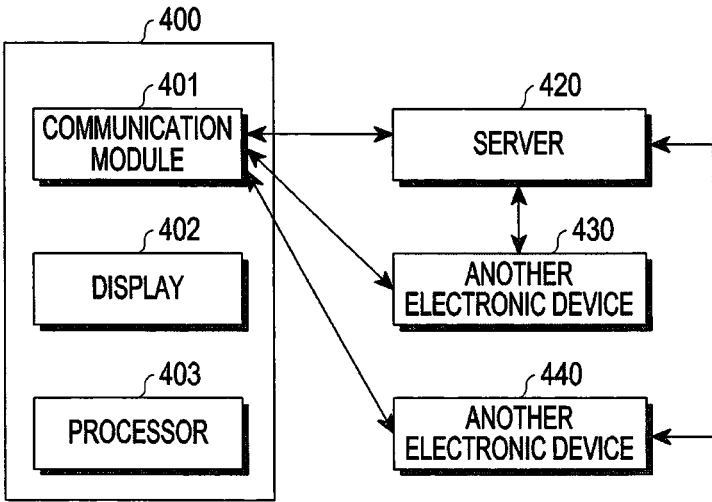 400
401
COMMUNICATION
MODULE
402
DISPLAY
403
PROCESSOR
420
SERVER
430
ANOTHER
ELECTRONIC DEVICE
440
ANOTHER
ELECTRONIC DEVICE